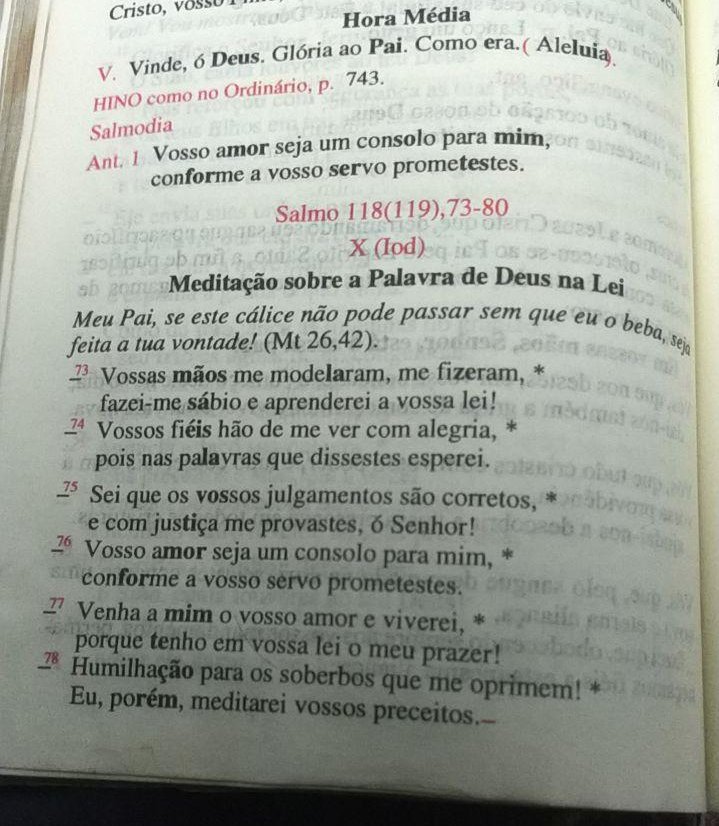 Cristo, vosso
Hora Média
V. Vinde, ó Deus. Glória ao Pai. Como era.( Aleluia).
HINO como no Ordinário, p. 743.
Salmodia
Ant. 1 Vosso amor seja um consolo para mim,
conforme a vosso servo prometestes.
Salmo 118(119),73-80
X (Iod)
Meditação sobre a Palavra de Deus na Lei
Meu Pai, se este cálice não pode passar sem que eu o beba, seja
feita a tua vontade! (Mt 26,42).
73 Vossas mãos me modelaram, me fizeram, *
fazei-me sábio e aprenderei a vossa lei!
74 Vossos fiéis hão de me ver com alegria, *
pois nas palavras que dissestes esperei.
75 Sei que os vossos julgamentos são corretos, *
e com justiça me provastes, ó Senhor!
76 Vosso amor seja um consolo para mim, *
conforme a vosso servo prometestes.
77 Venha a mim o vosso amor e viverei, *
porque tenho em vossa lei o meu prazer!
78 Humilhação para os soberbos que me oprimem! *
Eu, porém, meditarei vossos preceitos.–